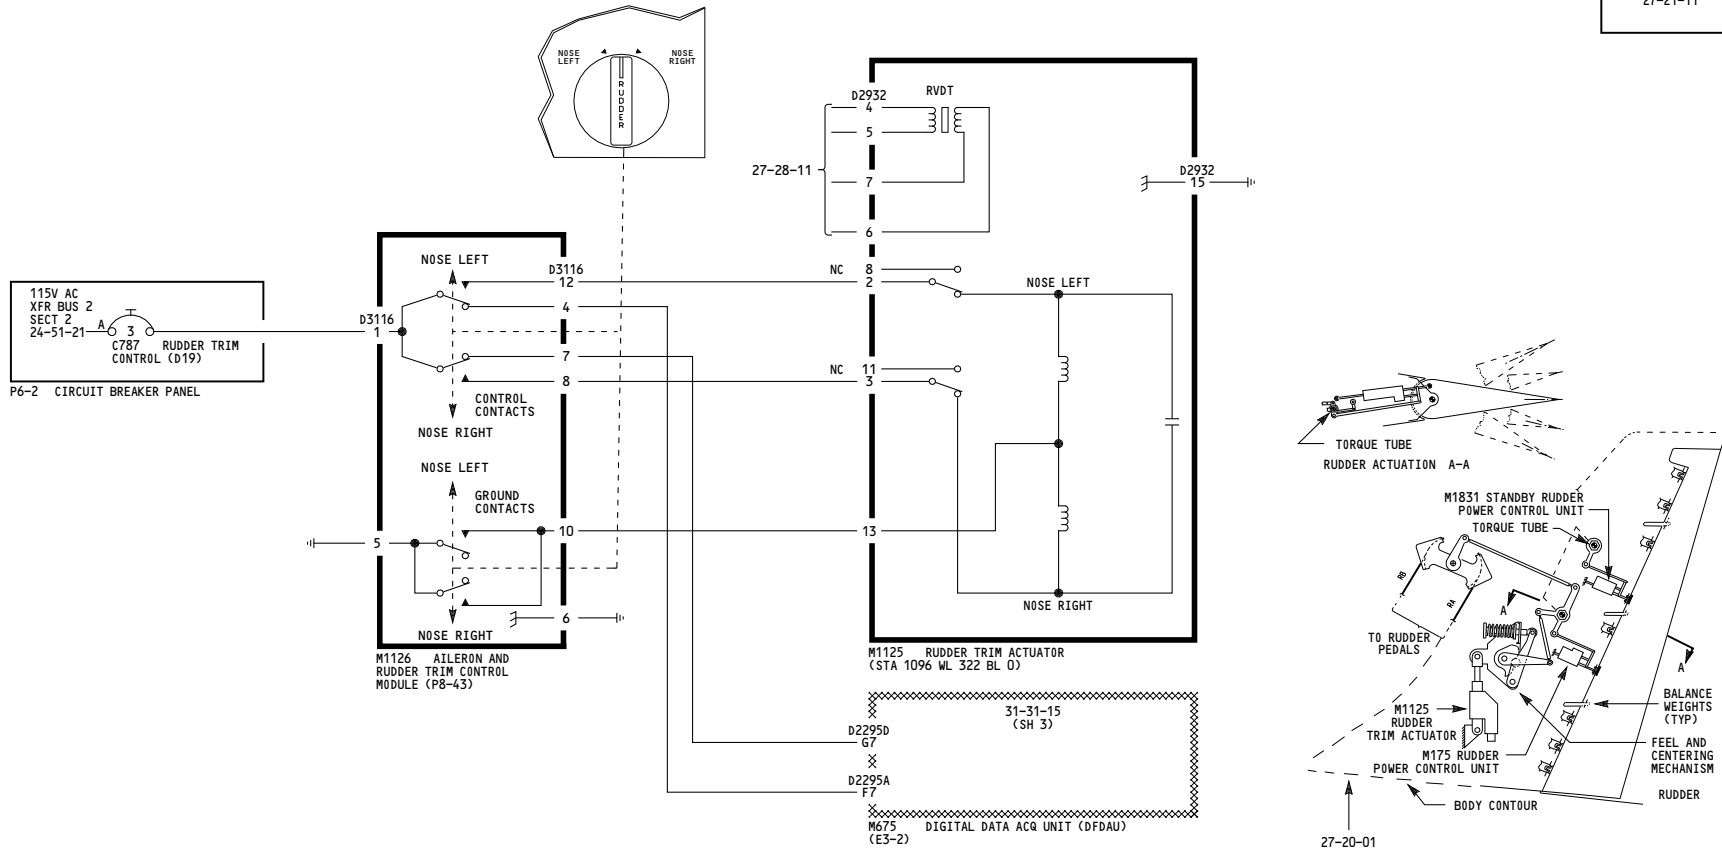 27-21-11
NOSE LEFT
NOSE RIGHT
RUDDER
D2932
4
RVDT
5
27-28-11
7
6
D2932
15
115V AC
XFR BUS 2
SECT 2
24-51-21
A
3
C787 RUDDER TRIM
CONTROL (D19)
P6-2 CIRCUIT BREAKER PANEL
D3116
1
NOSE LEFT
D3116
12
4
7
8
CONTROL
CONTACTS
NOSE RIGHT
NOSE LEFT
GROUND
CONTACTS
10
5
6
NOSE RIGHT
M1126 AILERON AND
RUDDER TRIM CONTROL
MODULE (P8-43)
NC 8
2
NOSE LEFT
NC 11
3
13
NOSE RIGHT
M1125 RUDDER TRIM ACTUATOR
(STA 1096 WL 322 BL 0)
31-31-15
(SH 3)
D2295D
G7
D2295A
F7
M675 DIGITAL DATA ACQ UNIT (DFDAU)
(E3-2)
TORQUE TUBE
RUDDER ACTUATION A-A
M1831 STANDBY RUDDER
POWER CONTROL UNIT
TORQUE TUBE
RB
RA
A
TO RUDDER
PEDALS
A
M1125
RUDDER
TRIM ACTUATOR
M175 RUDDER
POWER CONTROL UNIT
BALANCE
WEIGHTS
(TYP)
FEEL AND
CENTERING
MECHANISM
RUDDER
BODY CONTOUR
27-20-01